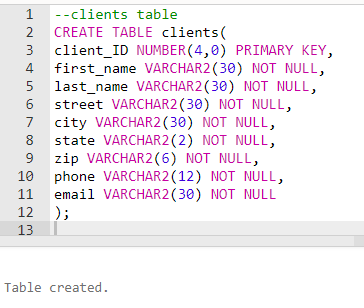 1 --clients table
2 CREATE TABLE clients(
3 client_ID NUMBER(4,0) PRIMARY KEY,
4 first_name VARCHAR2(30) NOT NULL,
5 last_name VARCHAR2(30) NOT NULL,
6 street VARCHAR2(30) NOT NULL,
7 city VARCHAR2(30) NOT NULL,
8 state VARCHAR2(2) NOT NULL,
9 zip VARCHAR2(6) NOT NULL,
10 phone VARCHAR2(12) NOT NULL,
11 email VARCHAR2(30) NOT NULL
12 );
13
Table created.